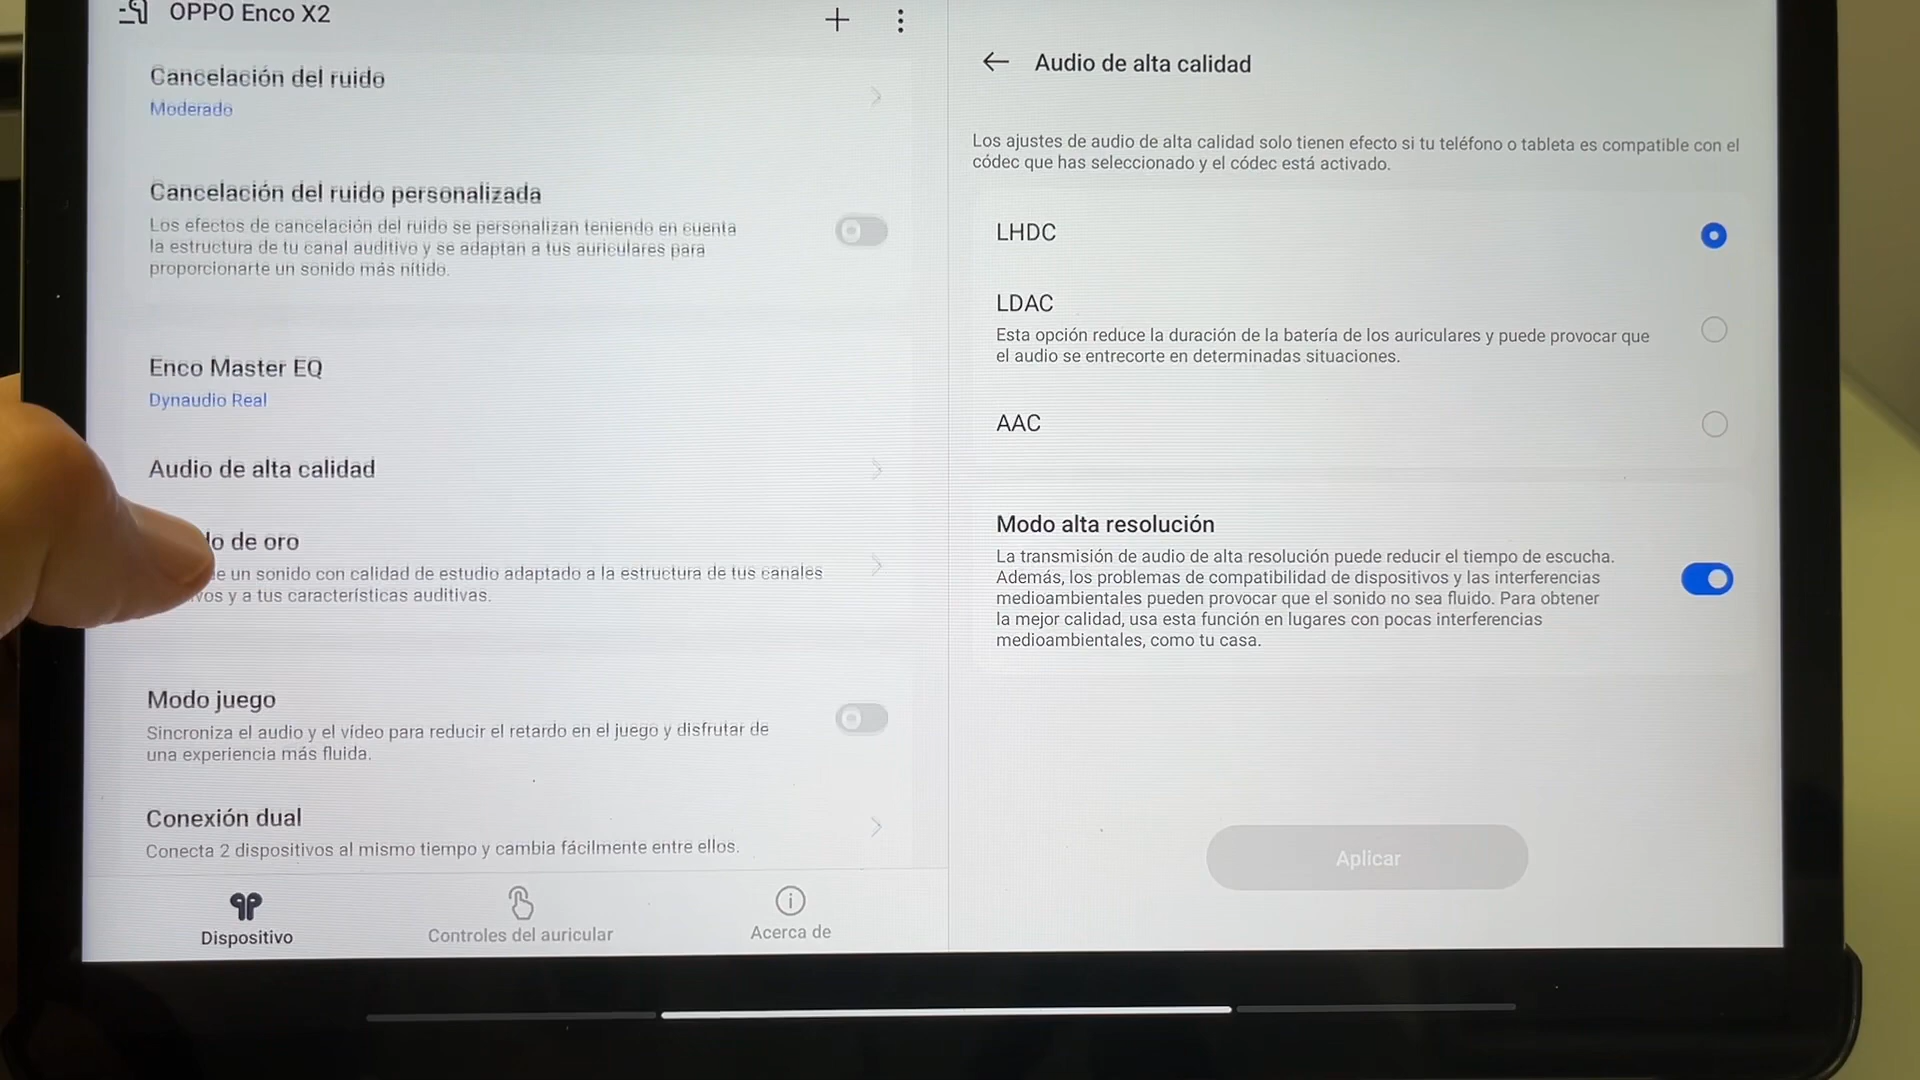 OPPO Enco X2
Cancelación del ruido
Moderado
Cancelación del ruido personalizada
Los efectos de cancelación del ruido se personalizan teniendo en cuenta
la estructura de tu canal auditivo y se adaptan a tus auriculares para
proporcionarte un sonido más nítido.
Enco Master EQ
Dynaudio Real
Audio de alta calidad
de oro
un sonido con calidad de estudio adaptado a la estructura de tus canales
y a tus características auditivas.
Modo juego
Sincroniza el audio y el vídeo para reducir el retardo en el juego y disfrutar de
una experiencia más fluida.
Conexión dual
Conecta 2 dispositivos al mismo tiempo y cambia fácilmente entre ellos.
Dispositivo
Controles del auricular
Acerca de
Audio de alta calidad
Los ajustes de audio de alta calidad solo tienen efecto si tu teléfono o tableta es compatible con el
códec que has seleccionado y el códec está activado.
LHDC
LDAC
Esta opción reduce la duración de la batería de los auriculares y puede provocar que
el audio se entrecorte en determinadas situaciones.
AAC
Modo alta resolución
La transmisión de audio de alta resolución puede reducir el tiempo de escucha.
Además, los problemas de compatibilidad de dispositivos y las interferencias
medioambientales pueden provocar que el sonido no sea fluido. Para obtener
la mejor calidad, usa esta función en lugares con pocas interferencias
medioambientales, como tu casa.
Aplicar